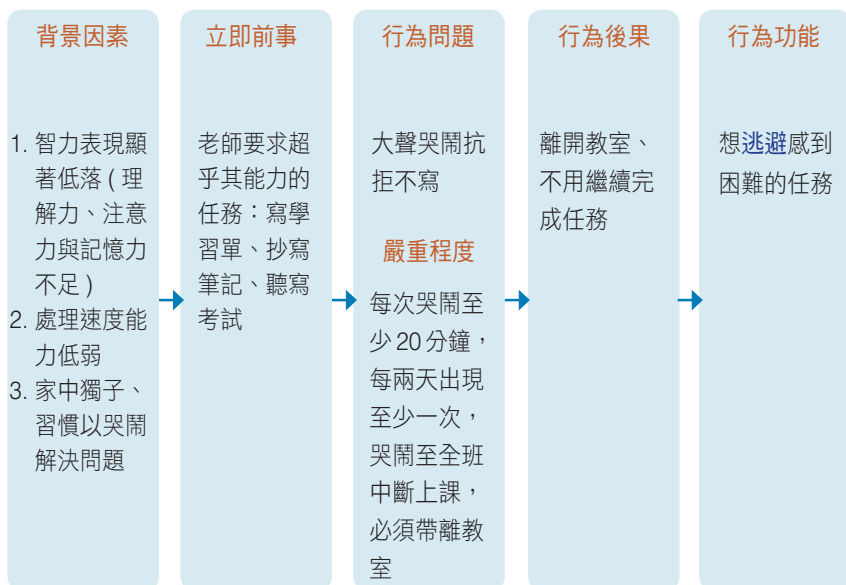 背景因素
1. 智力表現顯
著低落 ( 理
解力、注意
力與記憶力
不足 )
2. 處理速度能
力低弱
3. 家中獨子、
習慣以哭鬧
解決問題
立即前事
老師要求超
乎其能力的
任務：寫學
習單、抄寫
筆記、聽寫
考試
行為問題
大聲哭鬧抗
拒不寫
嚴重程度
每次哭鬧至
少 20 分鐘，
每兩天出現
至少一次，
哭鬧至全班
中斷上課，
必須帶離教
室
行為後果
離開教室、
不用繼續完
成任務
行為功能
想逃避感到
困難的任務